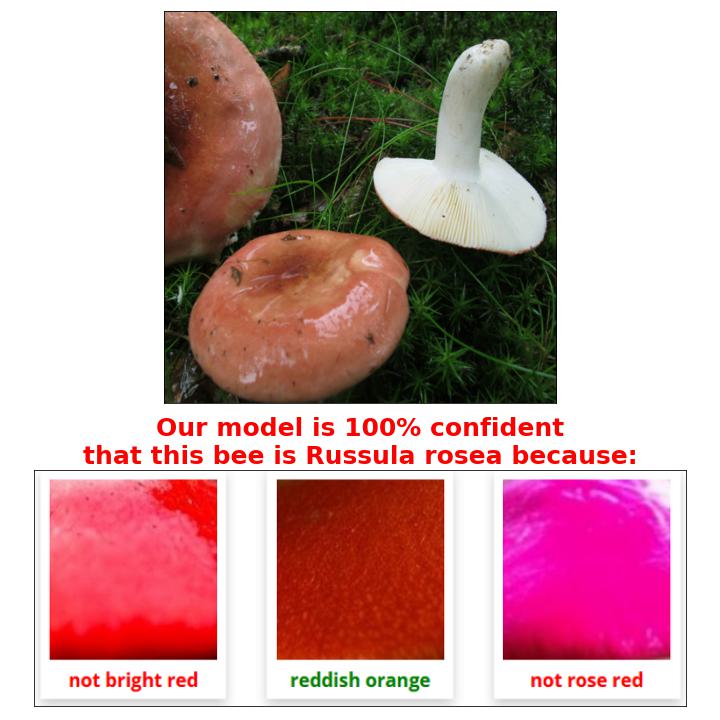 Our model is 100% confident
that this bee is Russula rosea because:
not bright red
reddish orange
not rose red